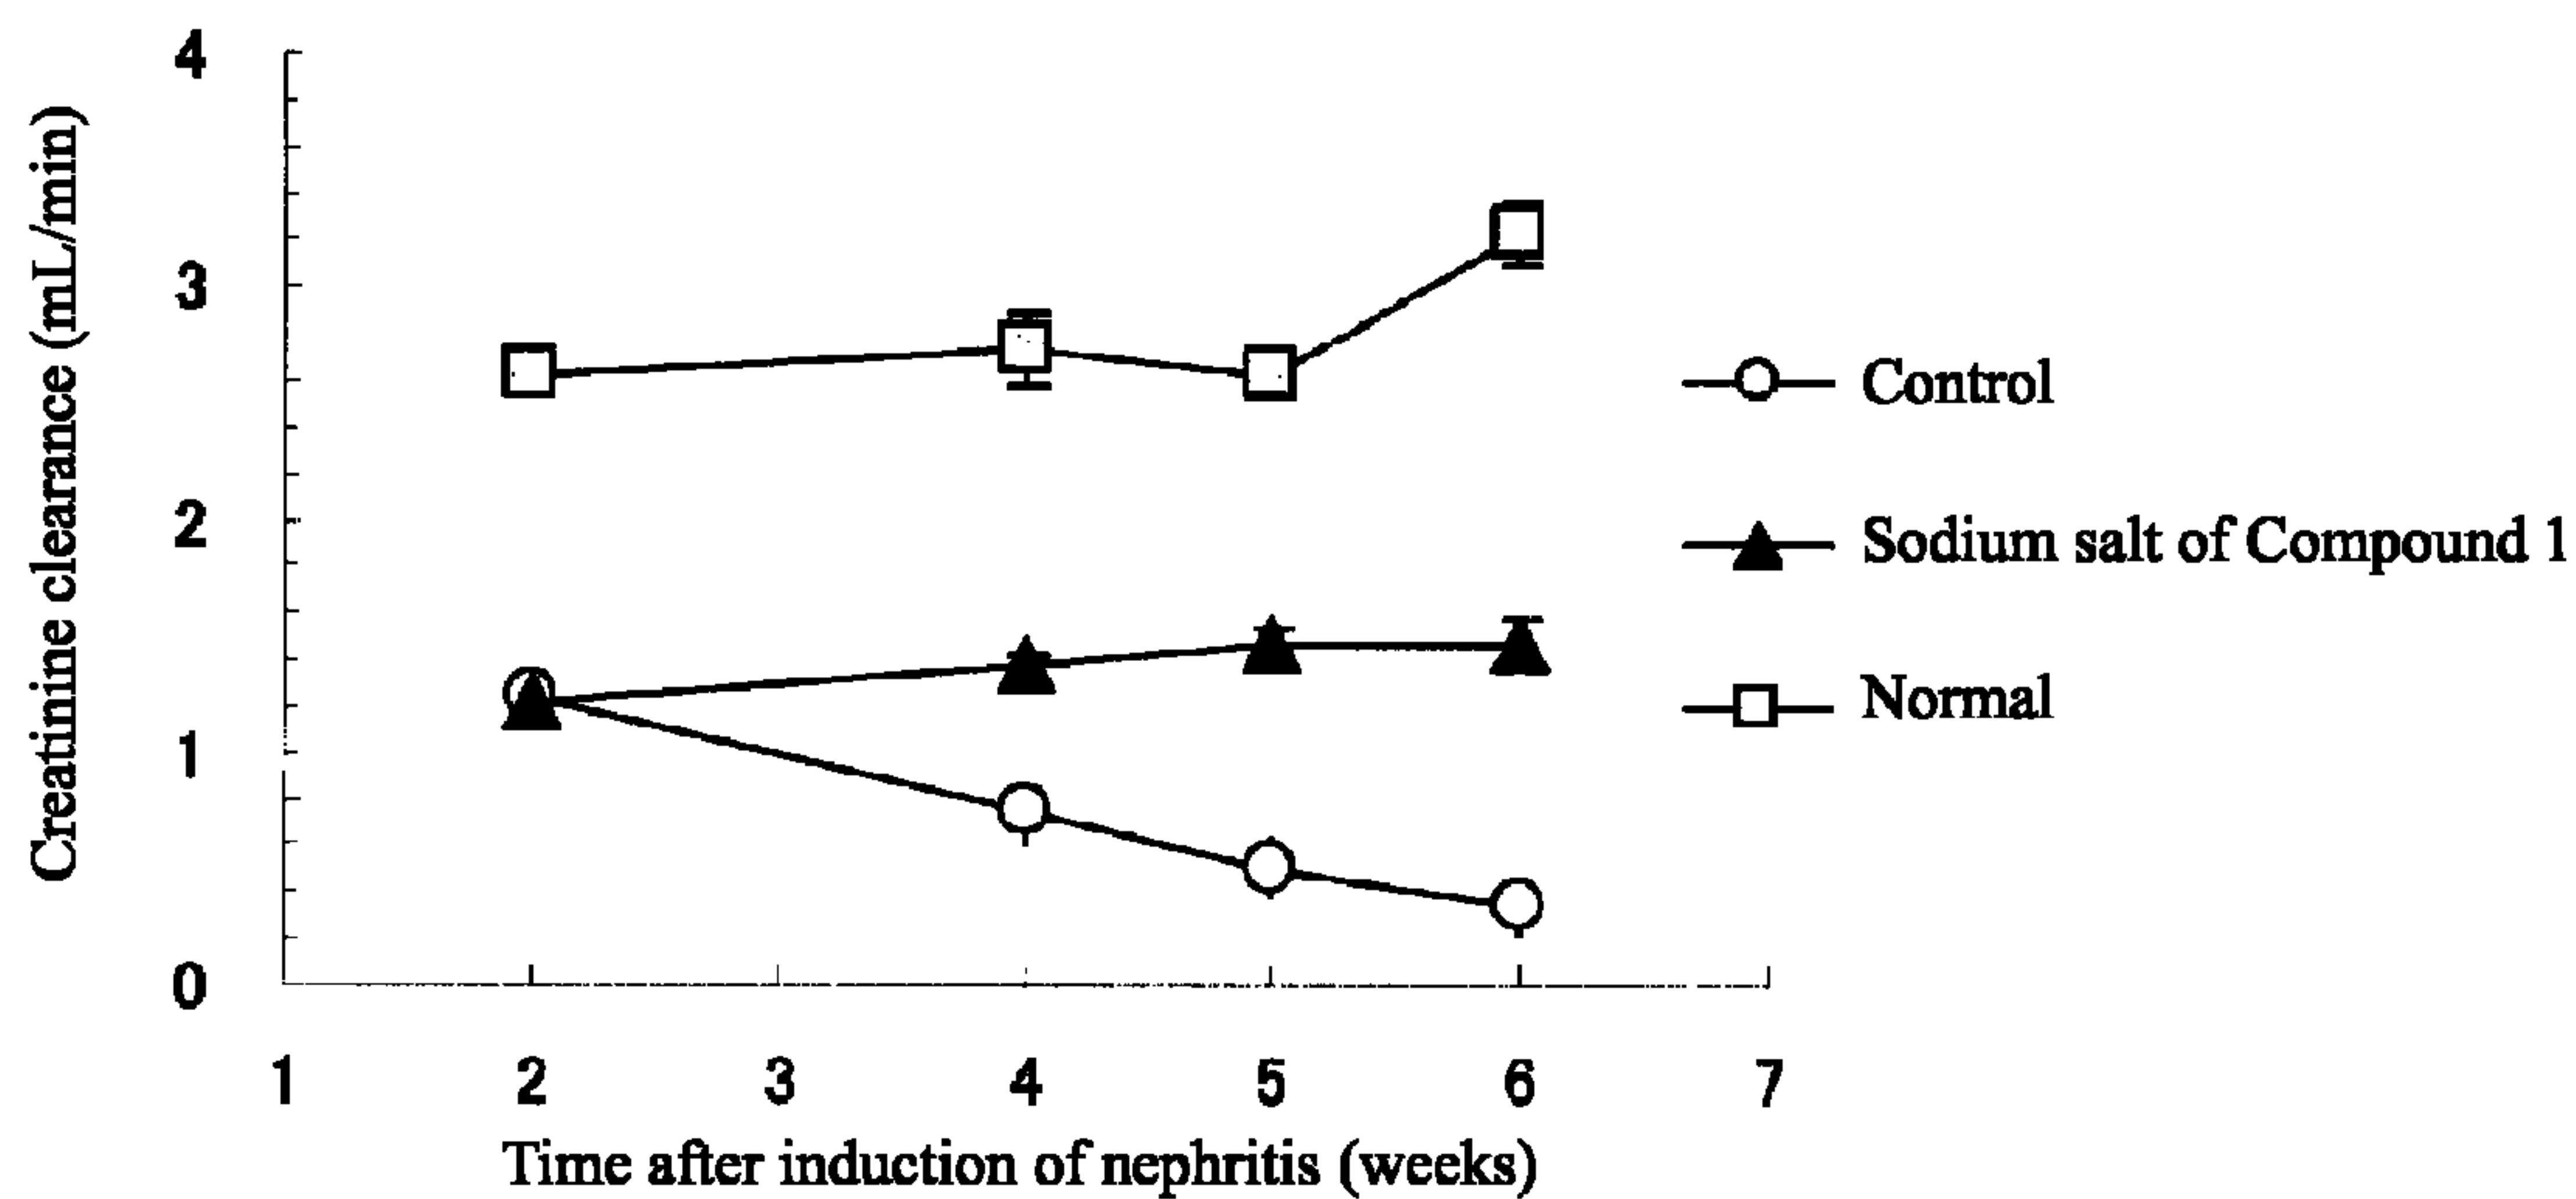 Creatinine clearance (mL/min)
4
3
2
1
0
1 2 3 4 5 6 7
Time after induction of nephritis (weeks)
Control
Sodium salt of Compound 1
Normal